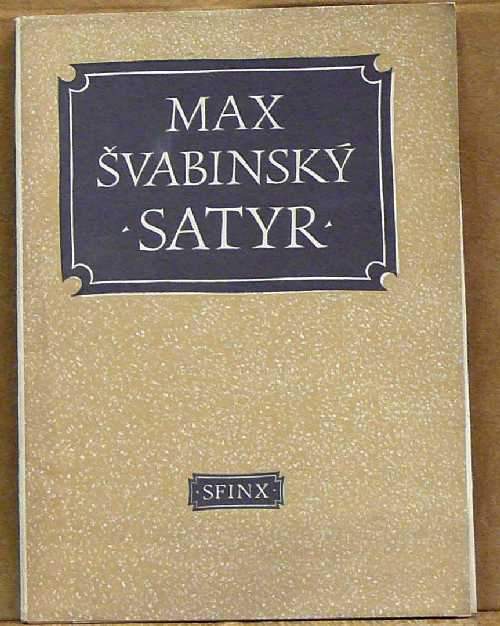 MAX
ŠVABINSKÝ
· SATYR ·
· SFINX ·